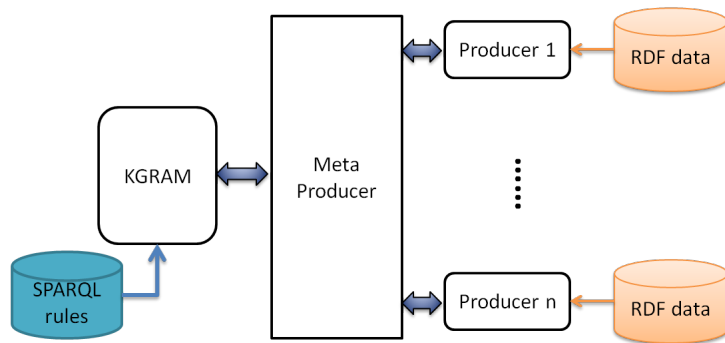 Producer 1
RDF data
KGRAM
Meta
Producer
SPARQL
rules
Producer n
RDF data